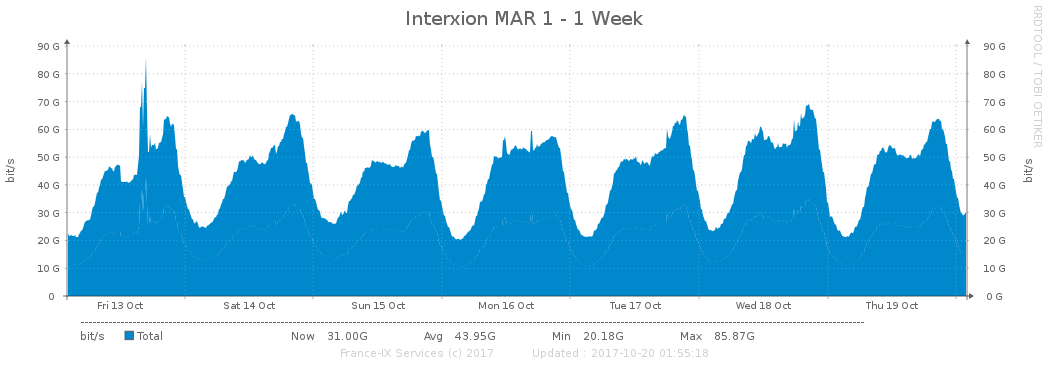 Interxion MAR 1 - 1 Week
RRDTOOL / TOBI OETIKER
bit/s
bit/s
90 G 90 G
80 G 80 G
70 G 70 G
60 G 60 G
50 G 50 G
40 G 40 G
30 G 30 G
20 G 20 G
10 G 10 G
0 0 G
Fri 13 Oct Sat 14 Oct Sun 15 Oct Mon 16 Oct Tue 17 Oct Wed 18 Oct Thu 19 Oct
bit/s Total Now 31.00G Avg 43.95G Min 20.18G Max 85.87G
France-IX Services (c) 2017 Updated : 2017-10-20 01:55:18